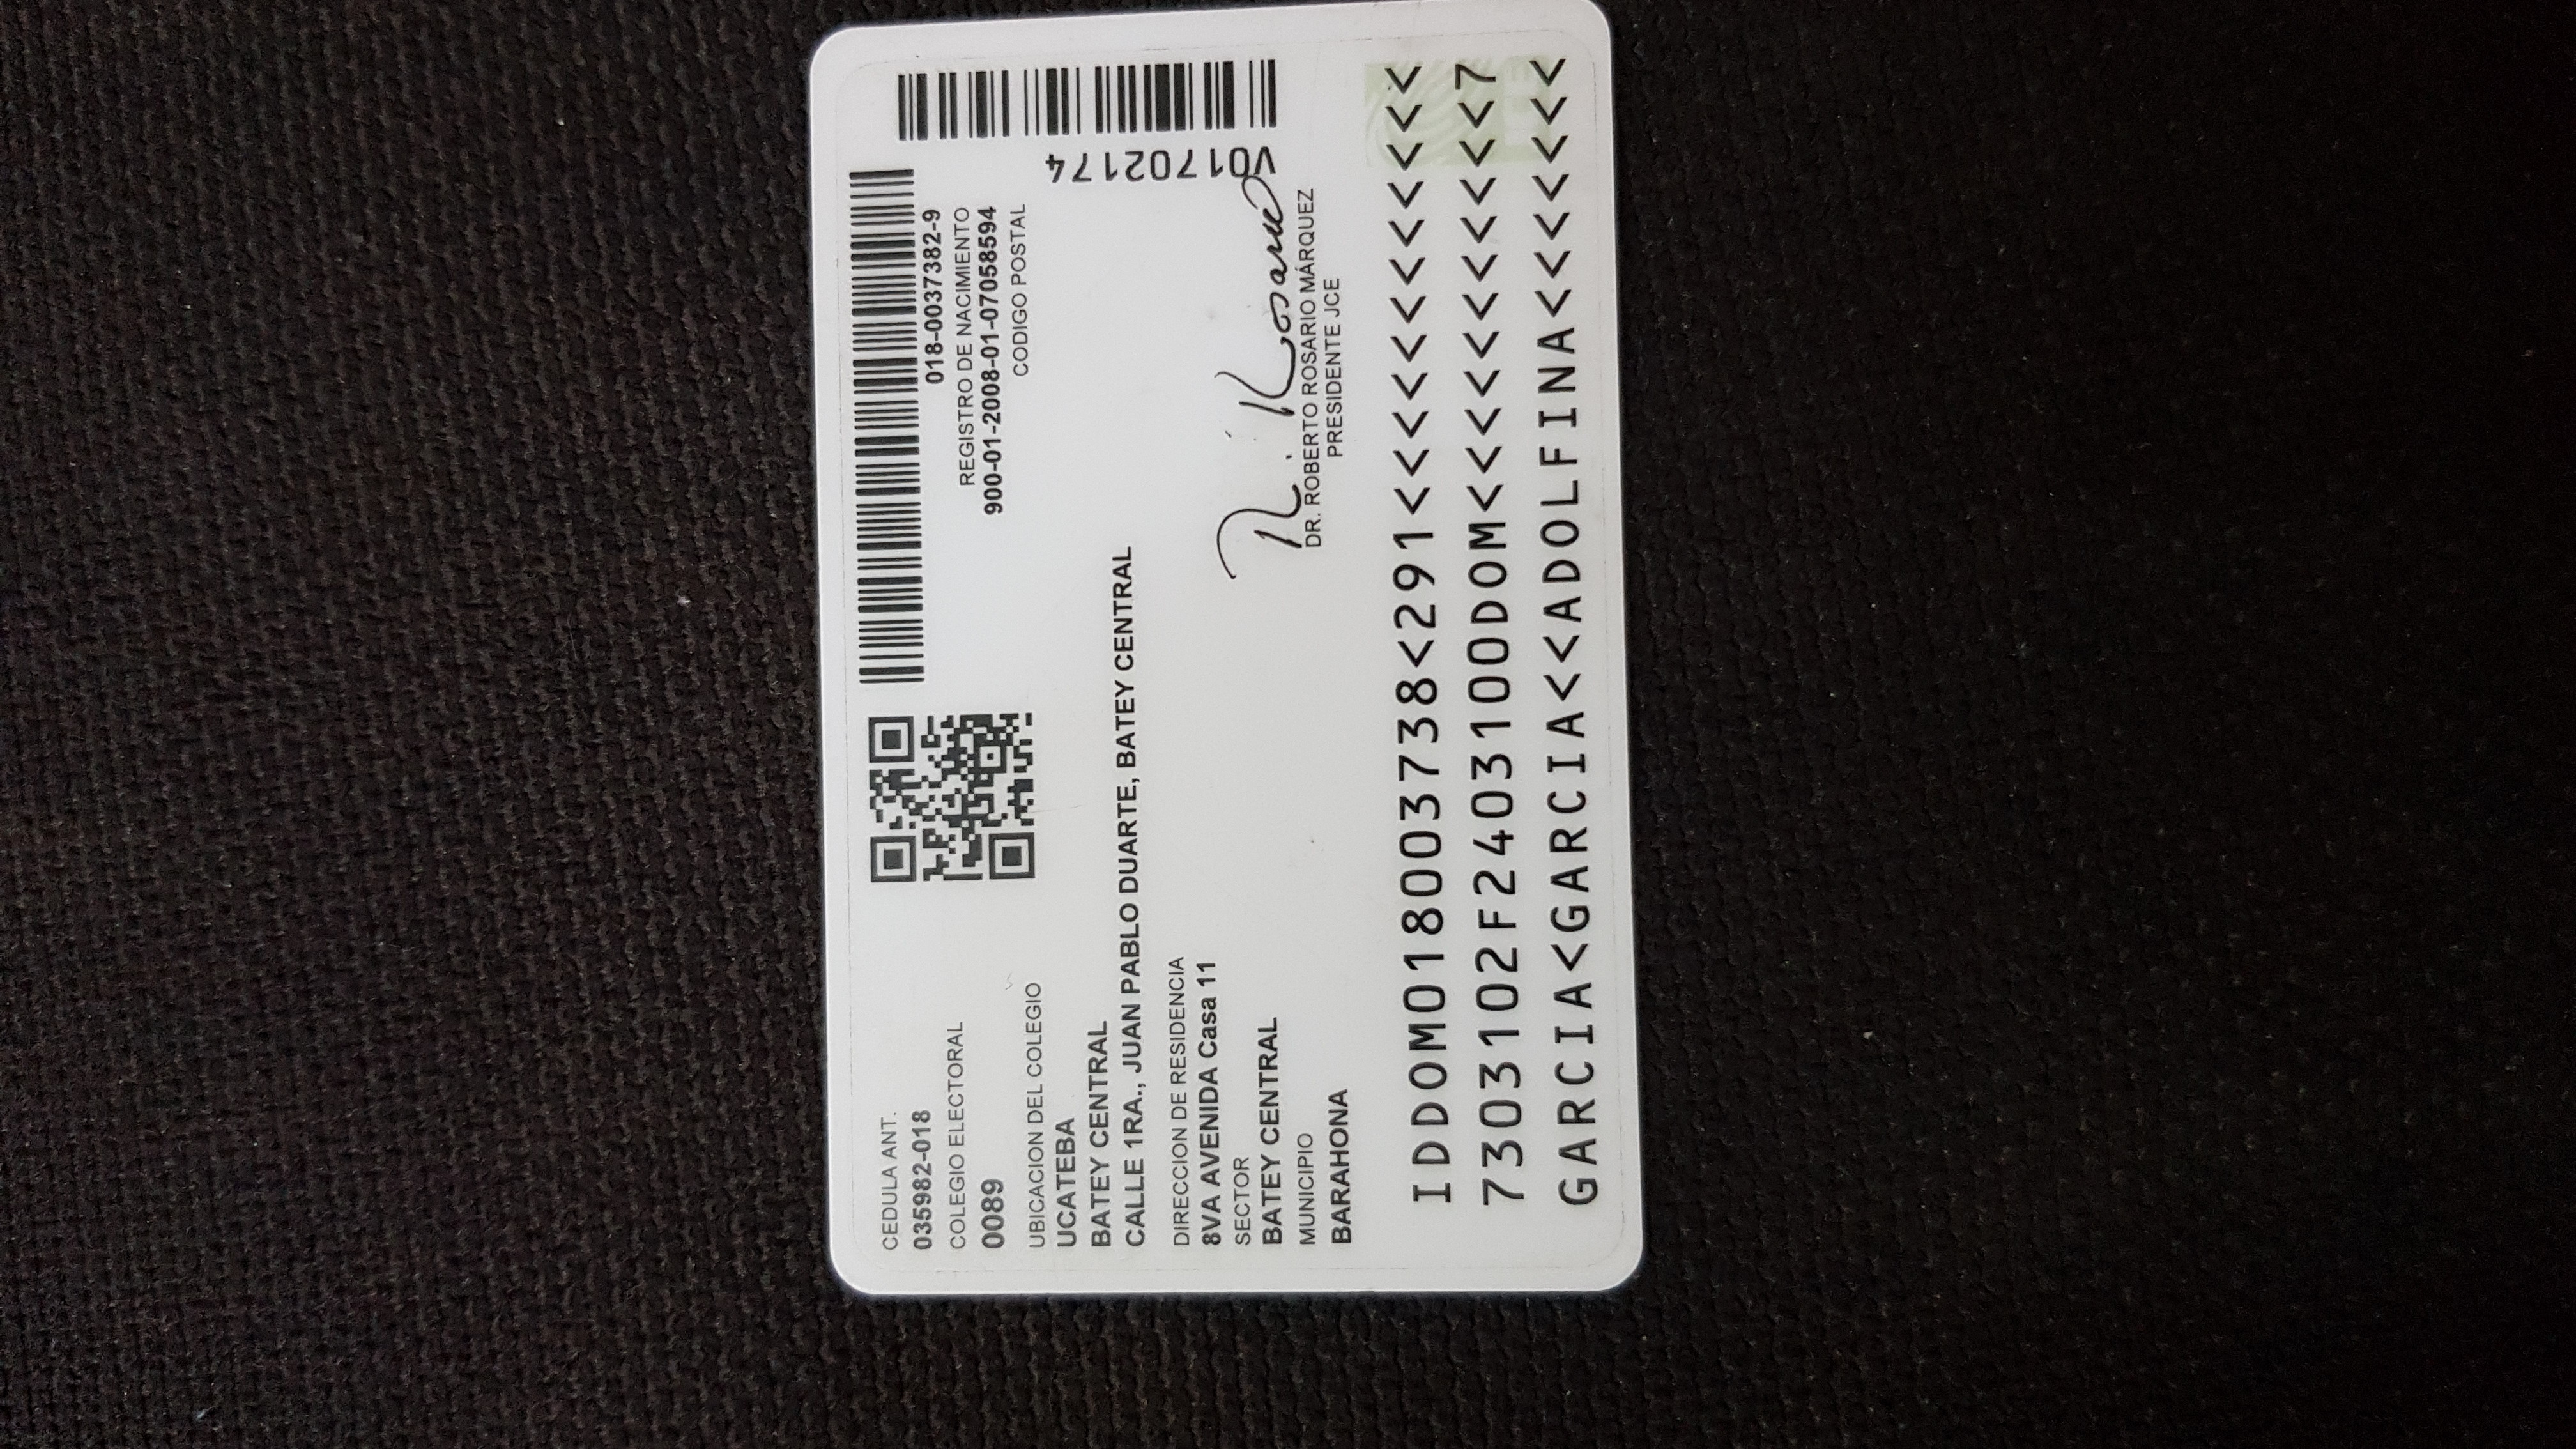 CEDULA ANT.
035982-018
COLEGIO ELECTORAL
0089
UBICACION DEL COLEGIO
UCATEBA
BATEY CENTRAL
CALLE 1RA., JUAN PABLO DUARTE, BATEY CENTRAL
DIRECCION DE RESIDENCIA
8VA AVENIDA Casa 11
SECTOR
BATEY CENTRAL
MUNICIPIO
BARAHONA
018-0037382-9
REGISTRO DE NACIMIENTO
900-01-2008-01-07058594
CODIGO POSTAL
V01702174
R. Rosario
DR. ROBERTO ROSARIO MÁRQUEZ
PRESIDENTE JCE
IDDOM018003738<291<<<<<<<<<<<<
7303102F2403100DOM<<<<<<<<<<<7
GARCIA<GARCIA<<ADOLFINA<<<<<<<